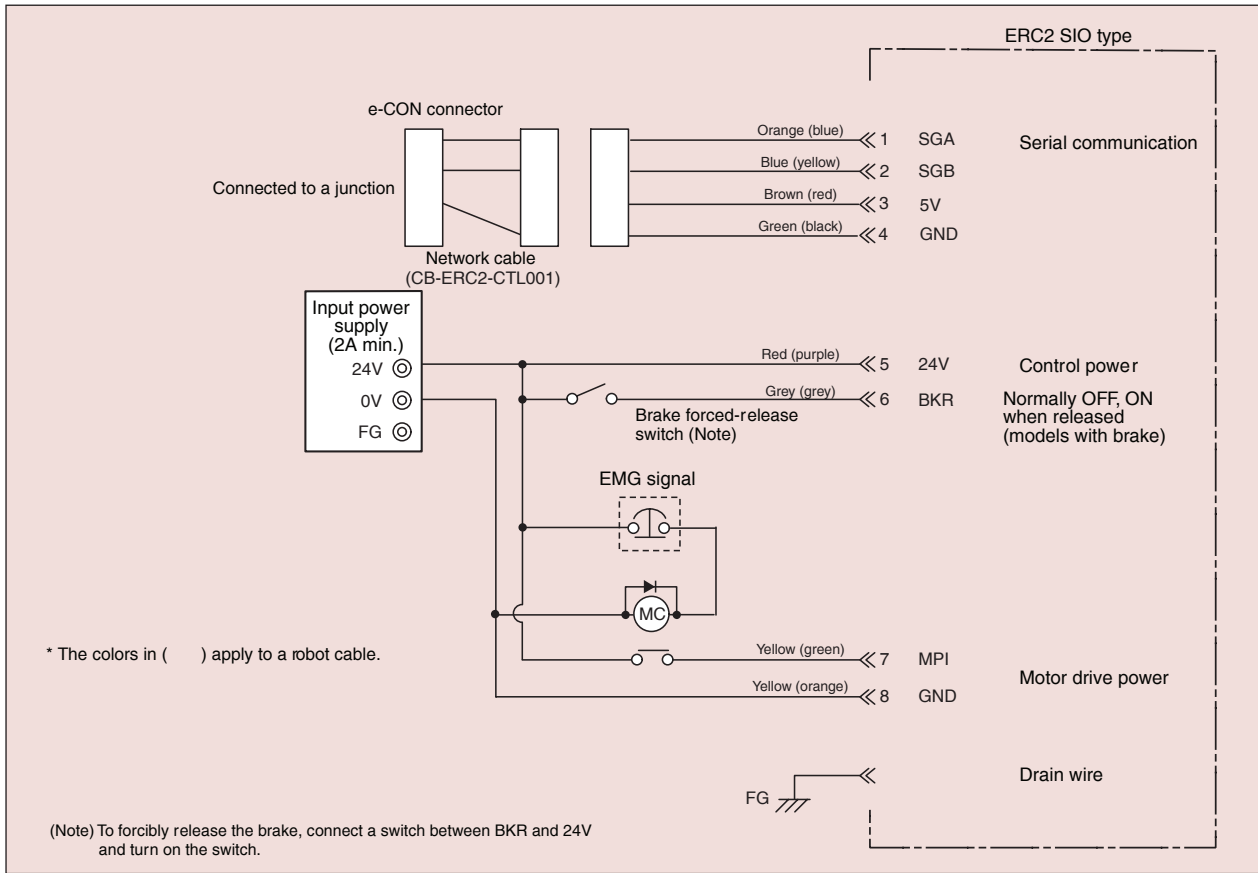 ERC2 SIO type
e-CON connector
Orange (blue)
1 SGA
Serial communication
Blue (yellow)
2 SGB
Connected to a junction
Brown (red)
3 5V
Green (black)
4 GND
Network cable
(CB-ERC2-CTL001)
Input power
supply
(2A min.)
24V
0V
FG
Red (purple)
5 24V
Control power
Grey (grey)
6 BKR
Normally OFF, ON
when released
(models with brake)
Brake forced-release
switch (Note)
EMG signal
MC
* The colors in ( ) apply to a robot cable.
Yellow (green)
7 MPI
Motor drive power
Yellow (orange)
8 GND
Drain wire
FG
(Note) To forcibly release the brake, connect a switch between BKR and 24V
and turn on the switch.